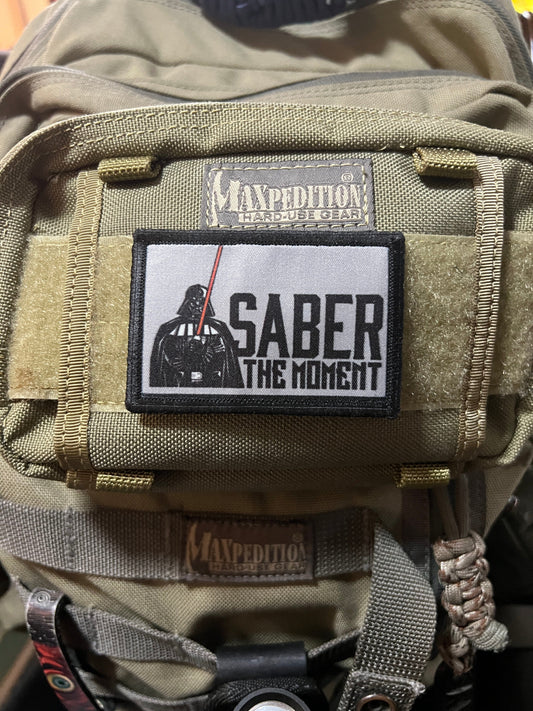 MAXPEDITION®
HARD-USE GEAR
SABER
THE MOMENT
MAXPEDITION
HARD-USE GEAR